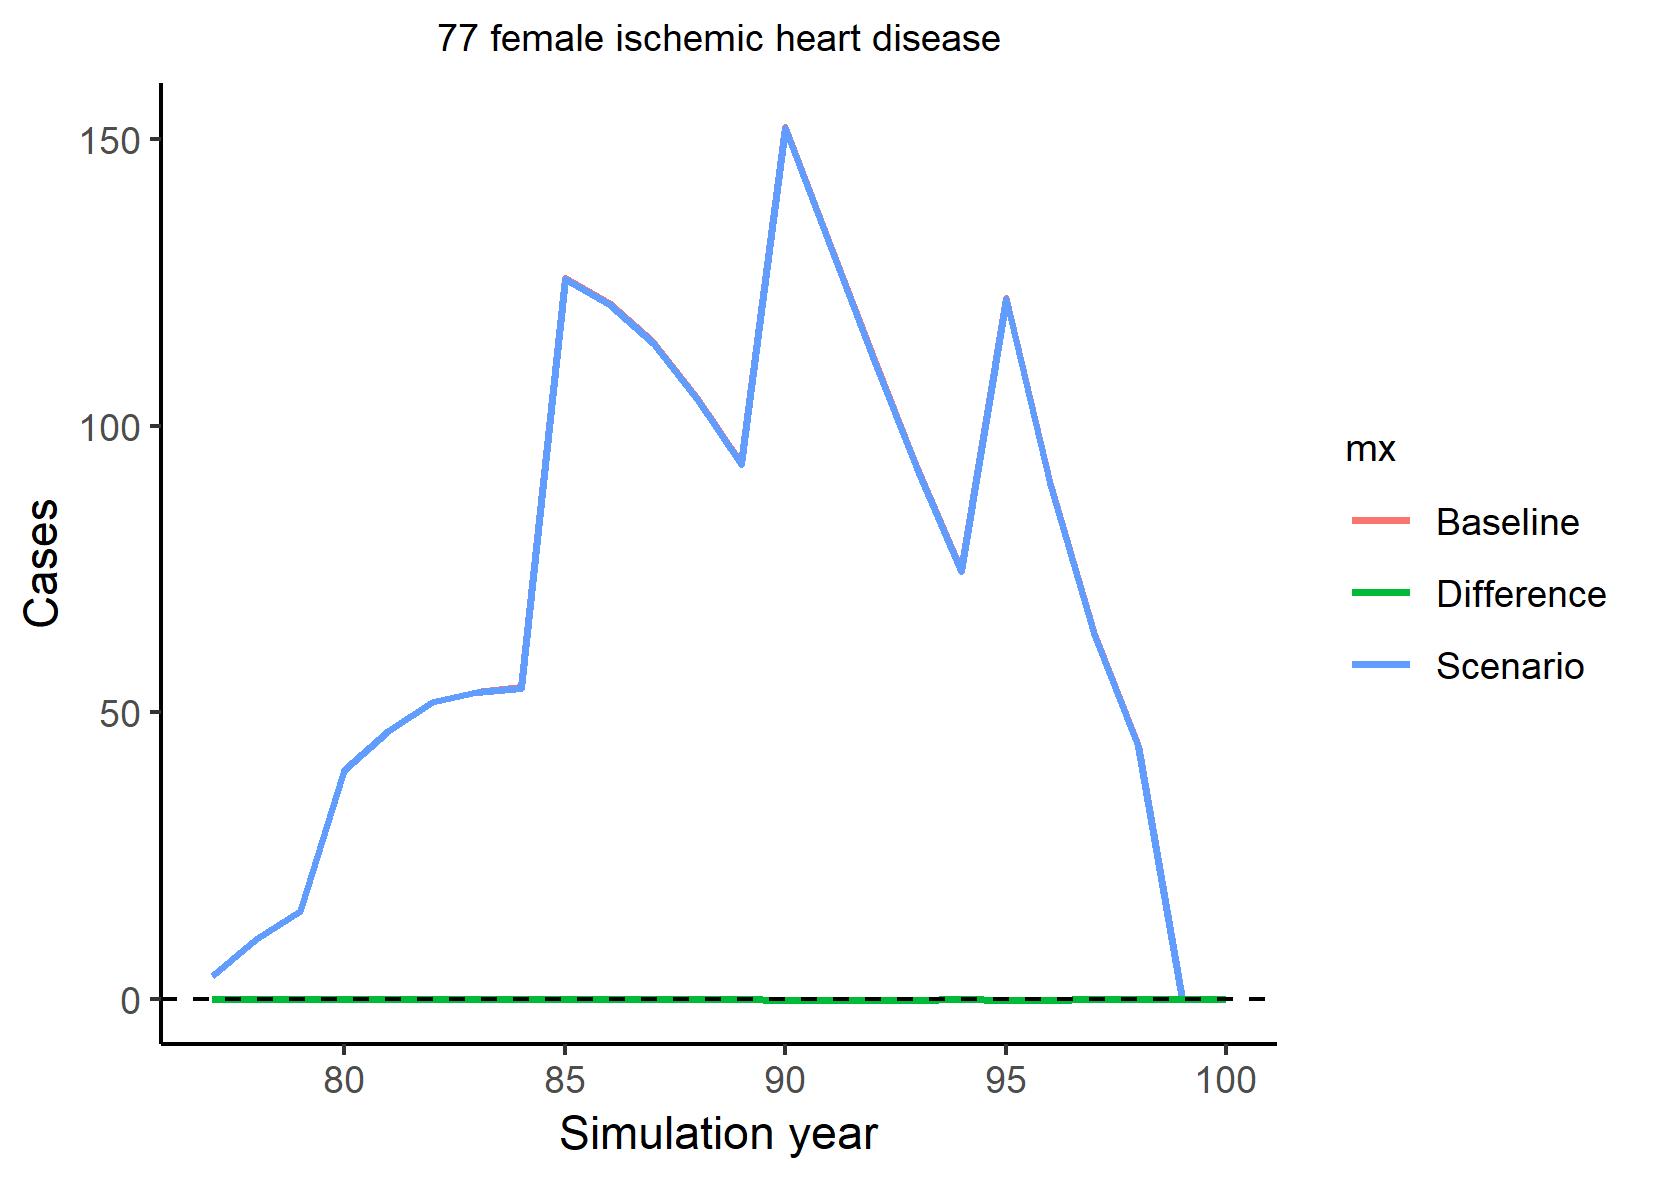 77 female ischemic heart disease
150
100
50
0
Cases
80 85 90 95 100
Simulation year
mx
Baseline
Difference
Scenario